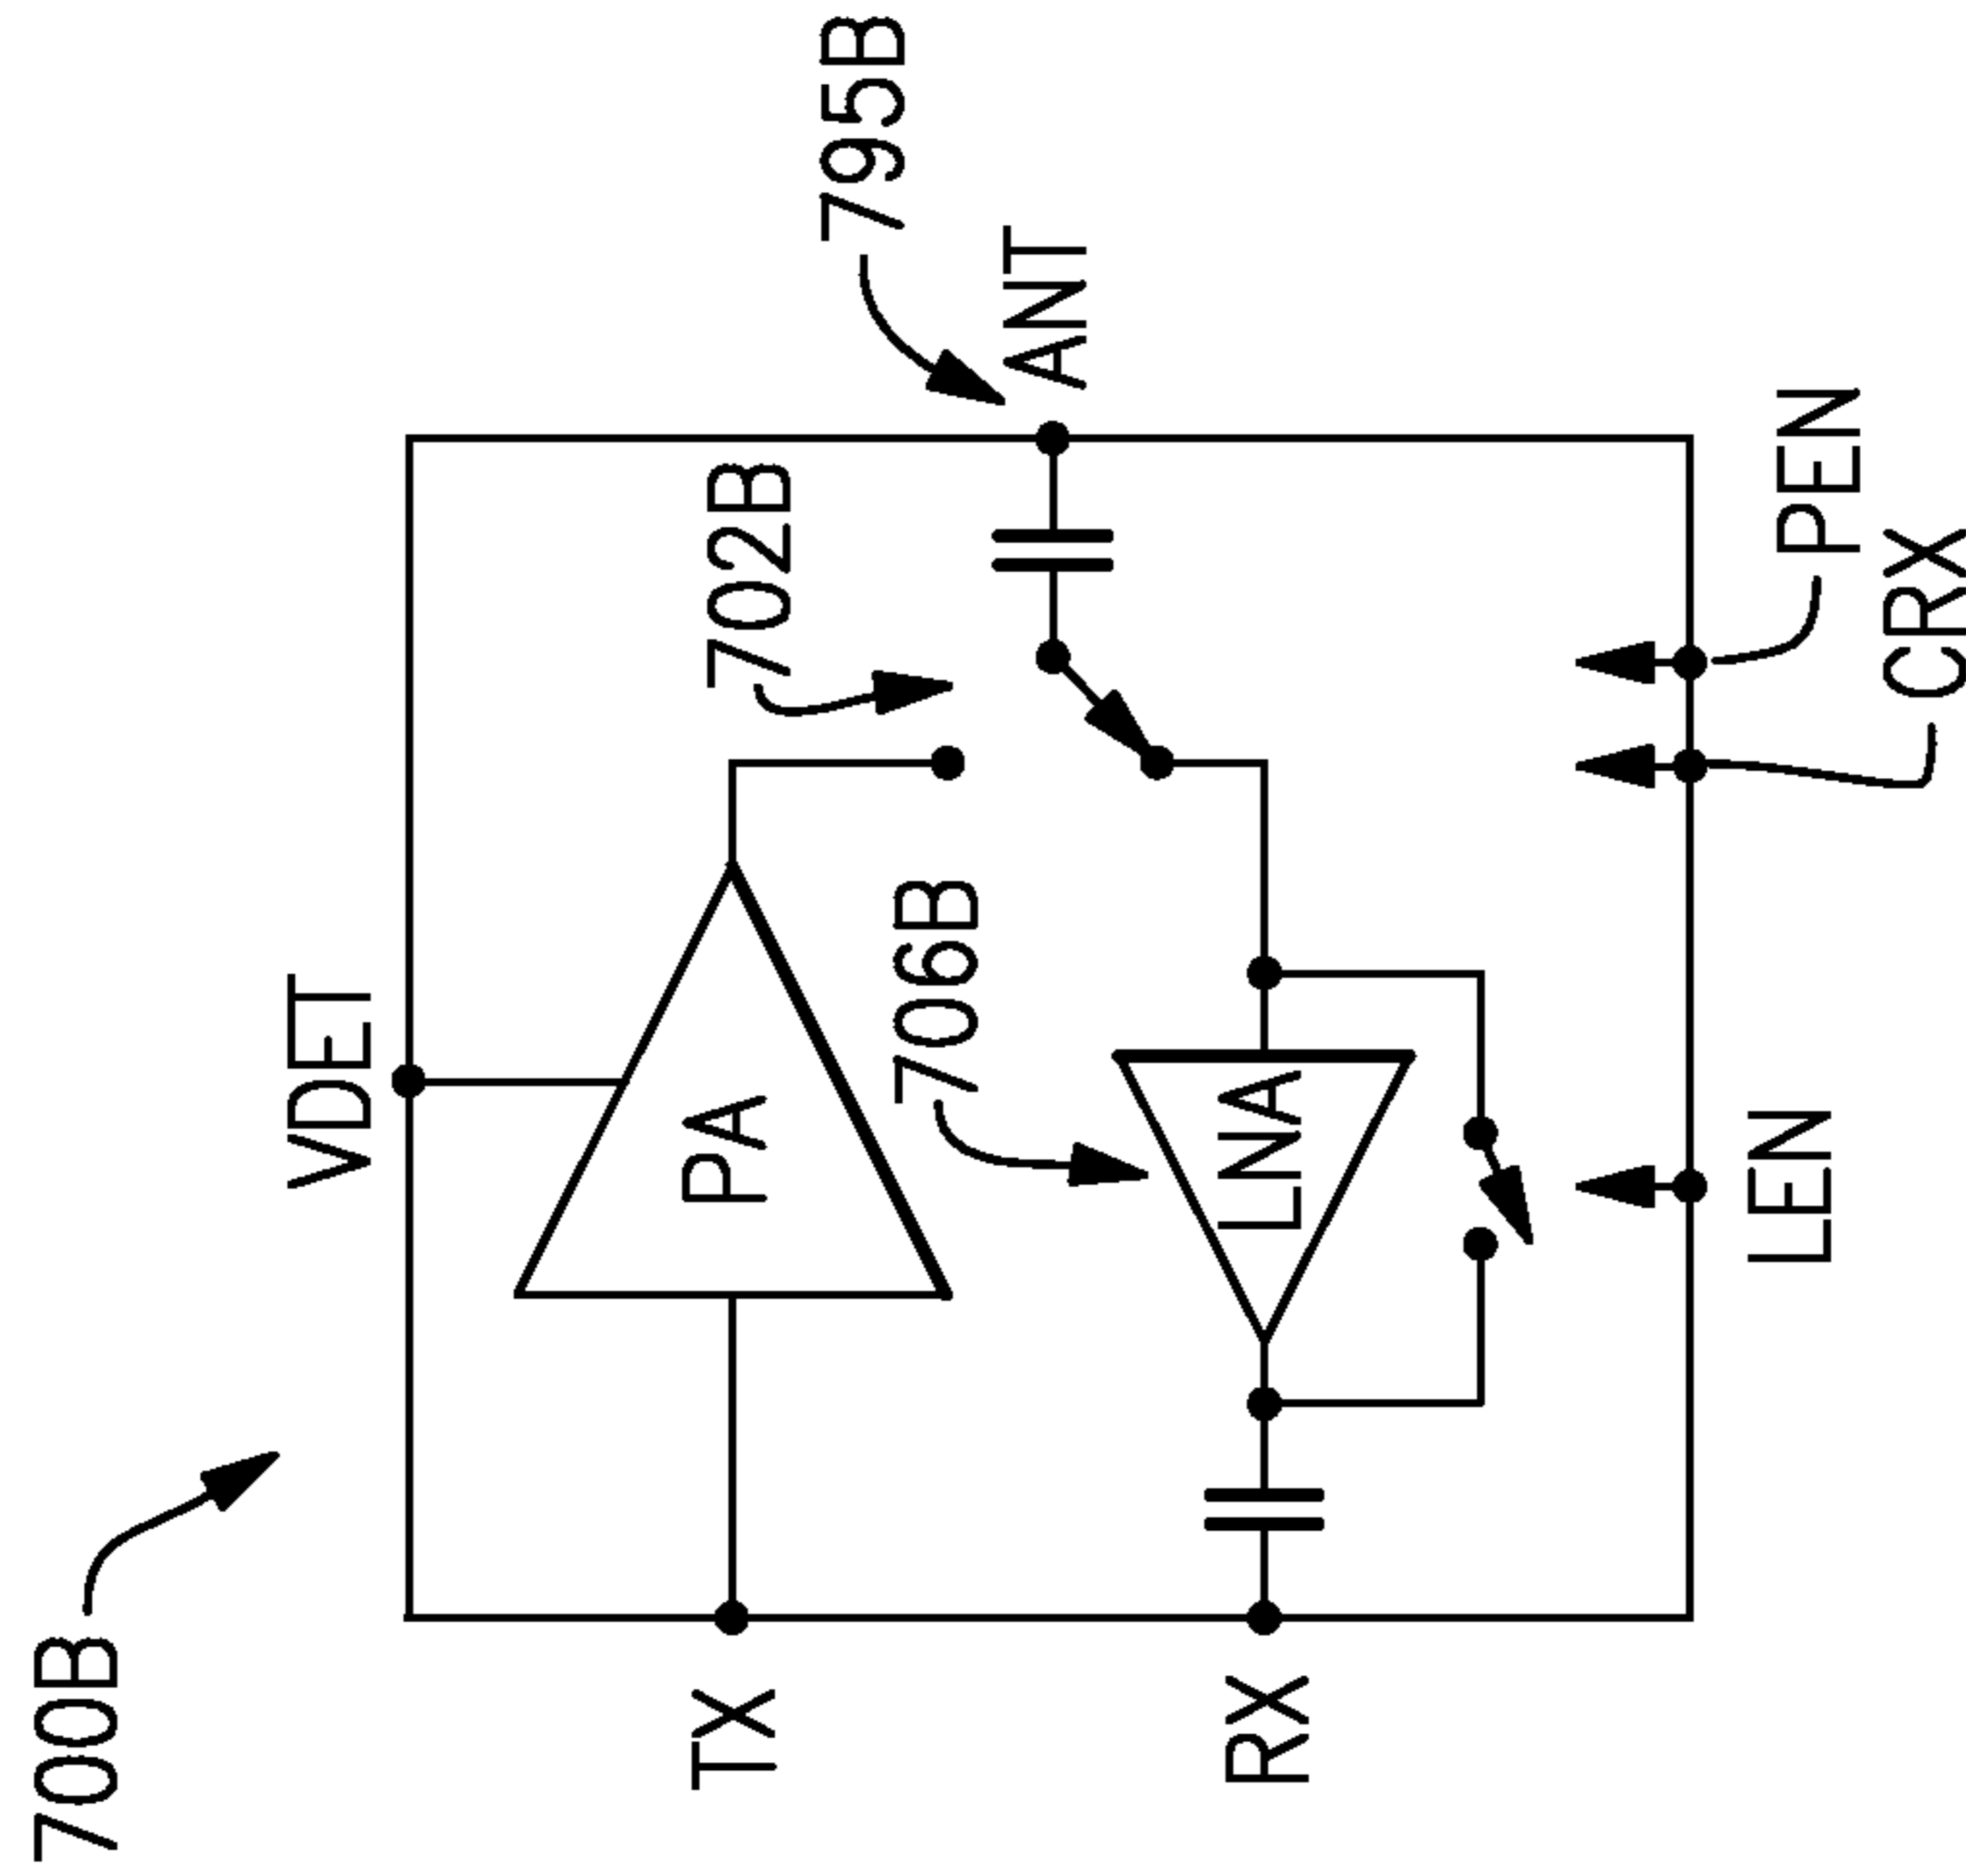 700B
VDET
795B
702B
ANT
PA
706B
TX
LNA
RX
LEN
PEN
CRX